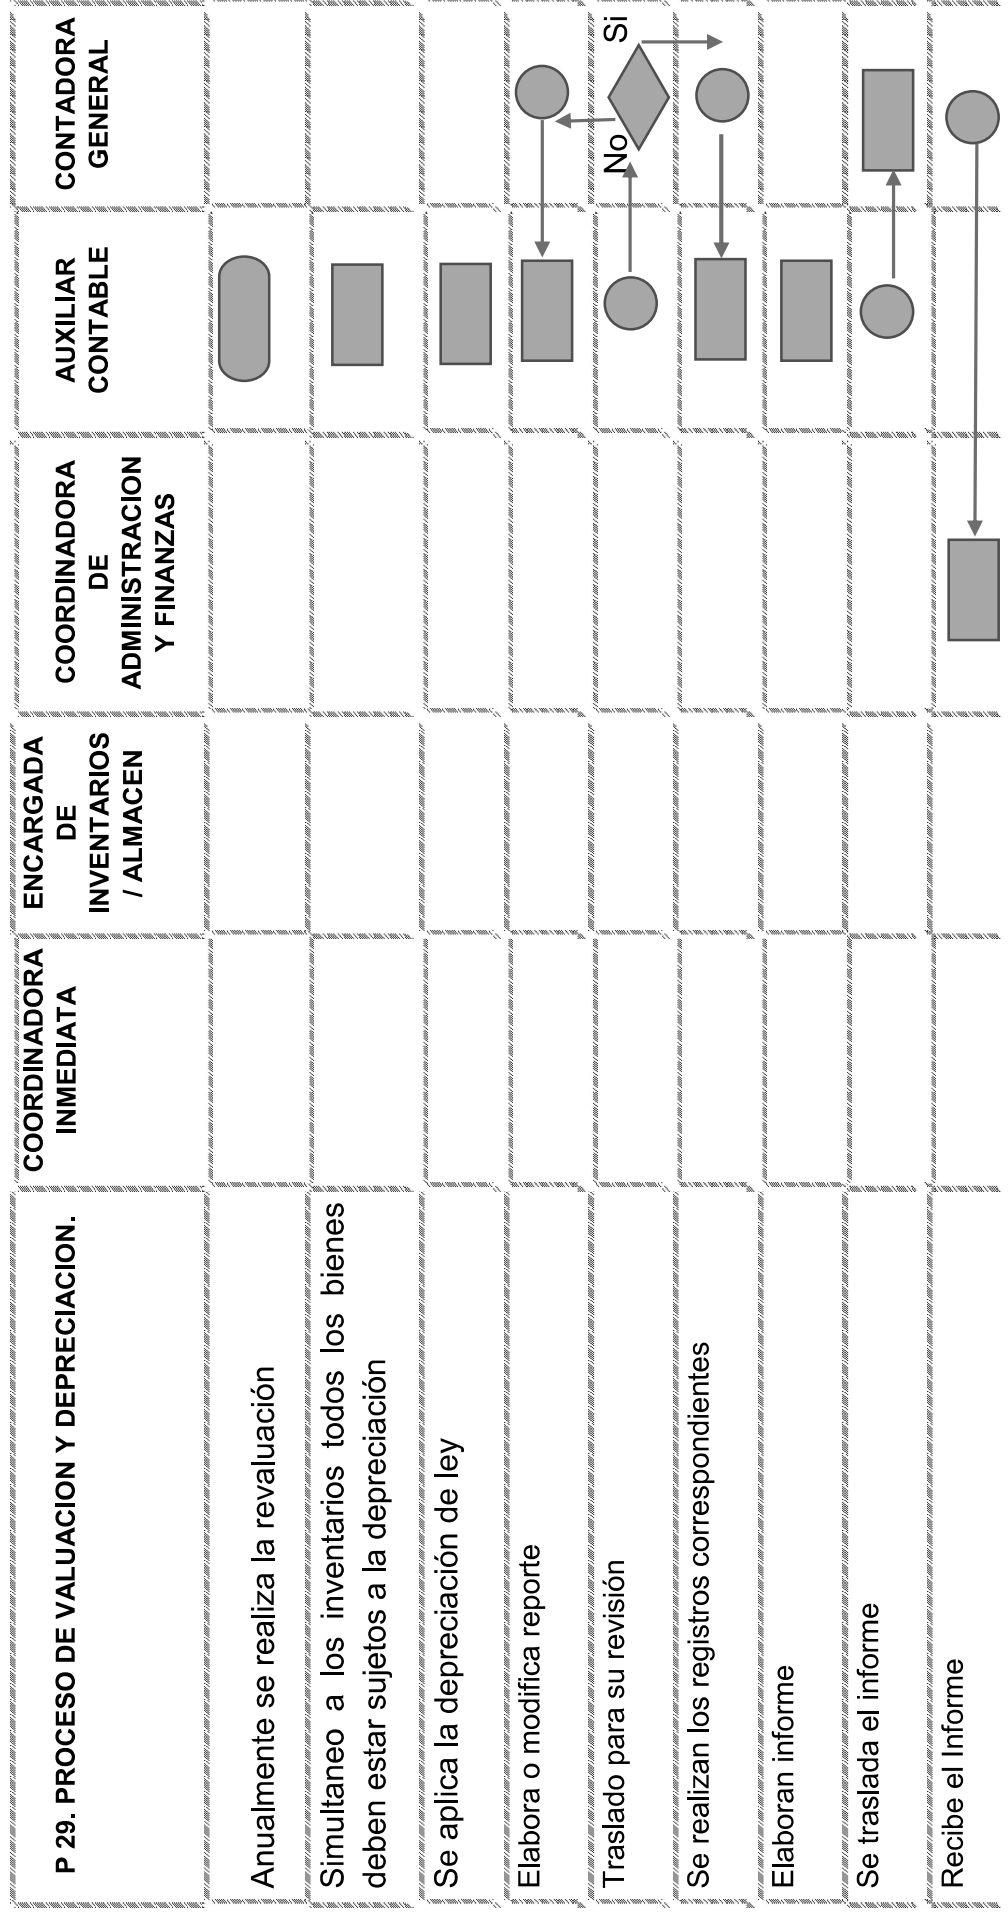 P 29. PROCESO DE VALUACION Y DEPRECIACION.
COORDINADORA
INMEDIATA
ENCARGADA
DE
INVENTARIOS
/ ALMACEN
COORDINADORA
DE
ADMINISTRACION
Y FINANZAS
AUXILIAR
CONTABLE
CONTADORA
GENERAL
Anualmente se realiza la revaluación
Simultaneo a los inventarios todos los bienes
deben estar sujetos a la depreciación
Se aplica la depreciación de ley
Elabora o modifica reporte
Traslado para su revisión
No
Si
Se realizan los registros correspondientes
Elaboran informe
Se traslada el informe
Recibe el Informe